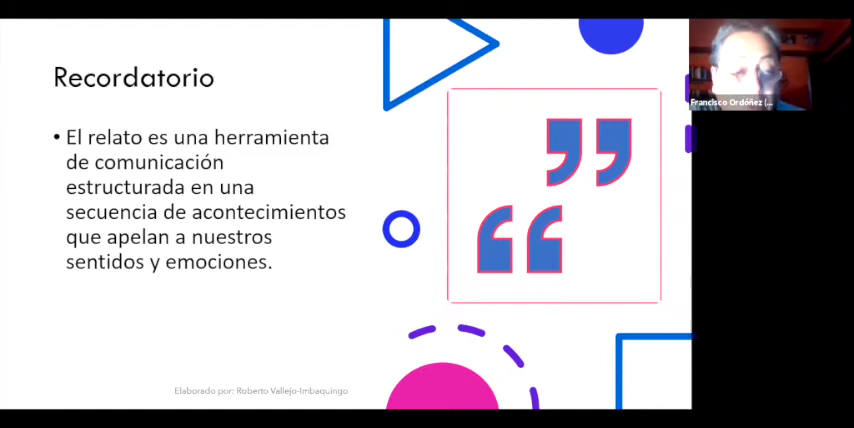 Recordatorio
• El relato es una herramienta
de comunicación
estructurada en una
secuencia de acontecimientos
que apelan a nuestros
sentidos y emociones.
Elaborado por: Roberto Vallejo-Imbaquingo
Francisco Ordóñez (...